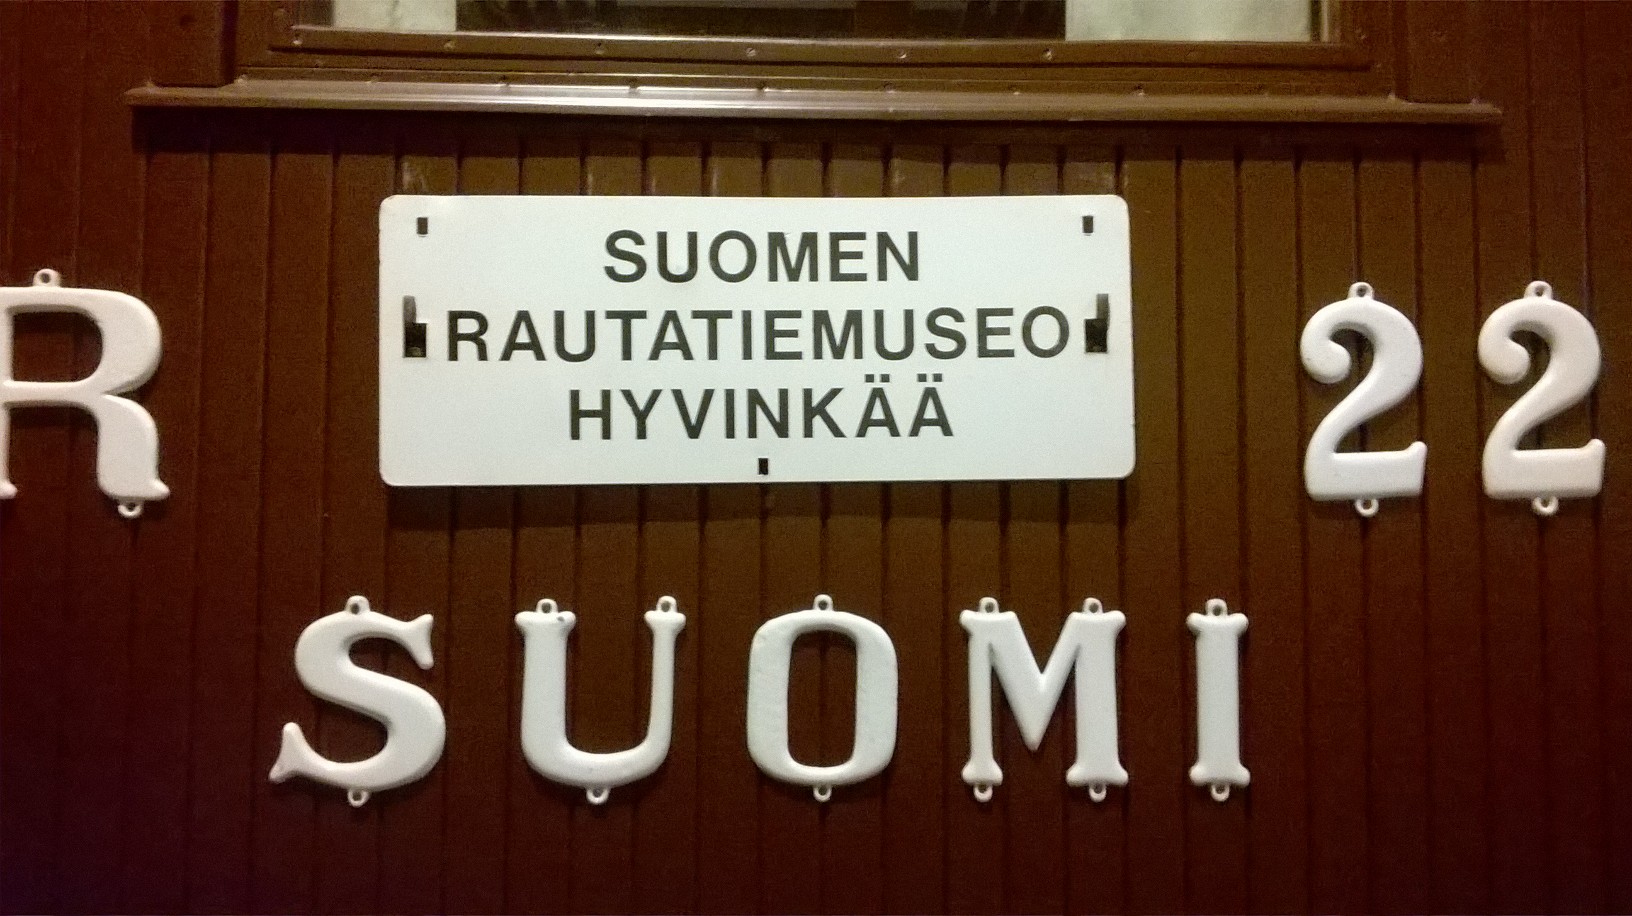 SUOMEN
RAUTATIEMUSEO
HYVINKÄÄ
R 22
SUOMI